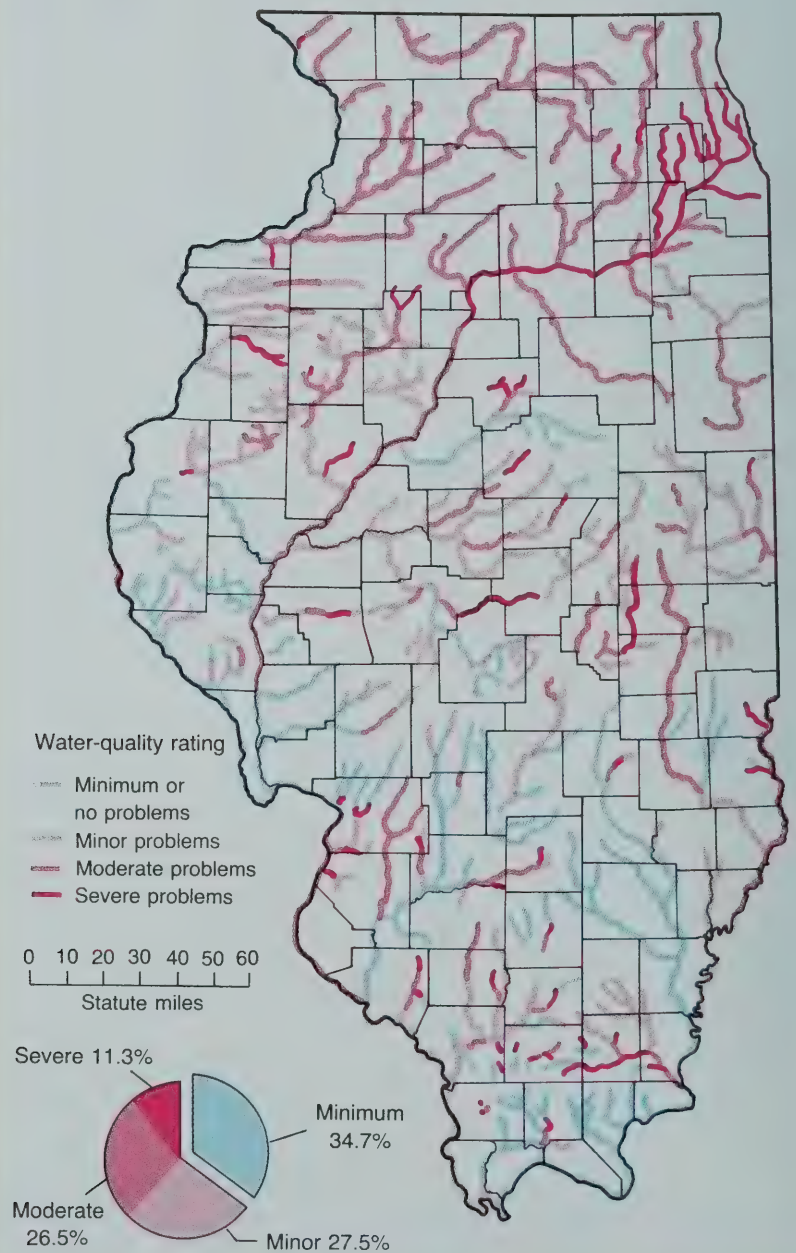 Water-quality rating
Minimum or
no problems
Minor problems
Moderate problems
Severe problems
0 10 20 30 40 50 60
Statute miles
Severe 11.3%
Minimum
34.7%
Moderate
26.5%
Minor 27.5%